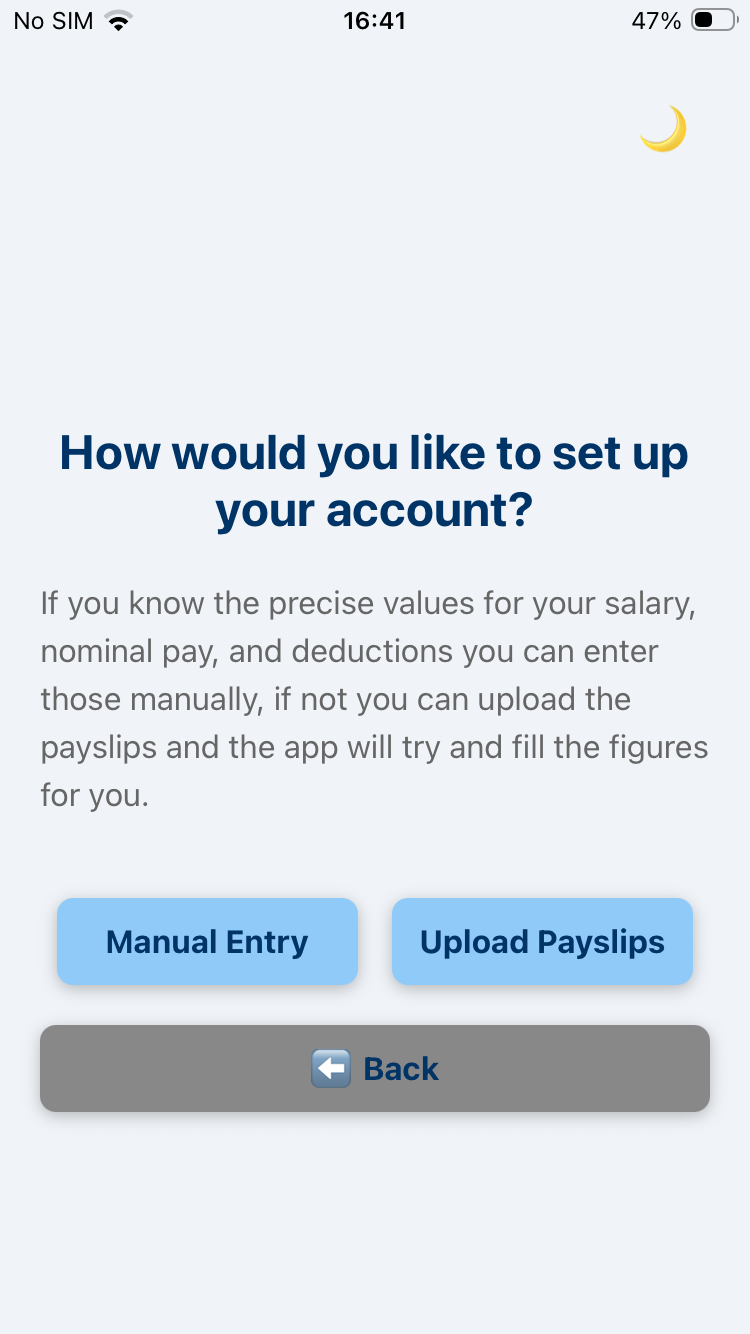 No SIM 16:41 47%
How would you like to set up
your account?
If you know the precise values for your salary,
nominal pay, and deductions you can enter
those manually, if not you can upload the
payslips and the app will try and fill the figures
for you.
Manual Entry Upload Payslips
Back